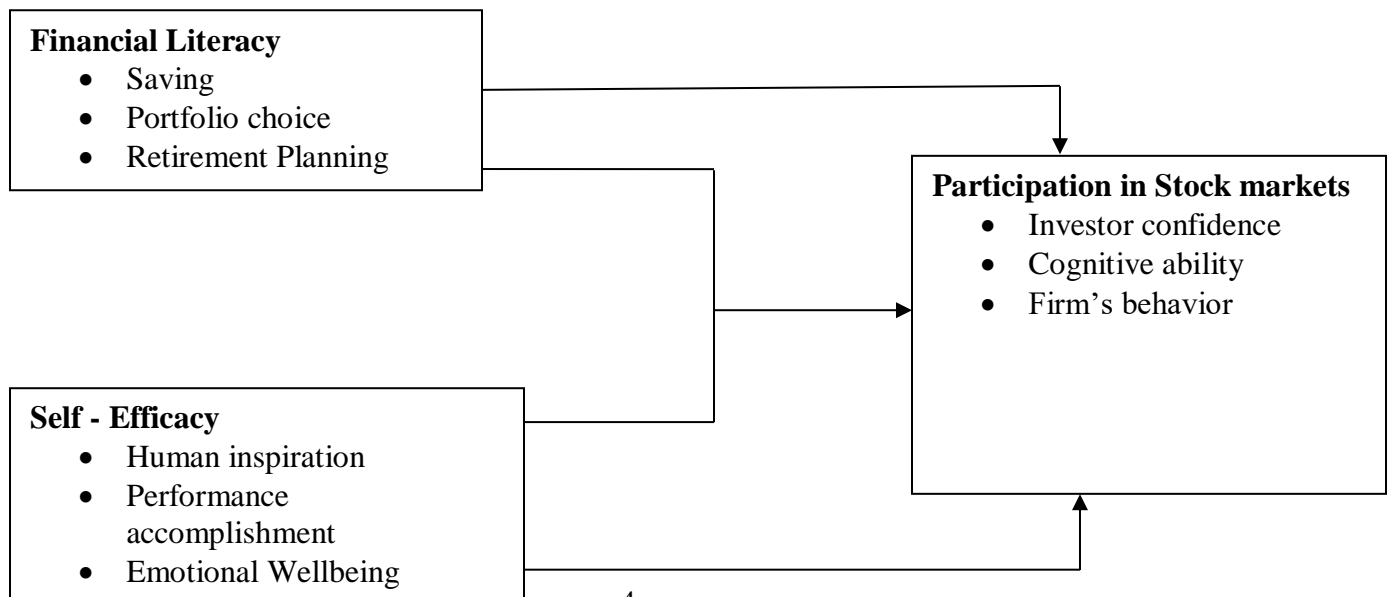 Financial Literacy
• Saving
• Portfolio choice
• Retirement Planning
Participation in Stock markets
• Investor confidence
• Cognitive ability
• Firm's behavior
Self - Efficacy
• Human inspiration
• Performance
accomplishment
• Emotional Wellbeing